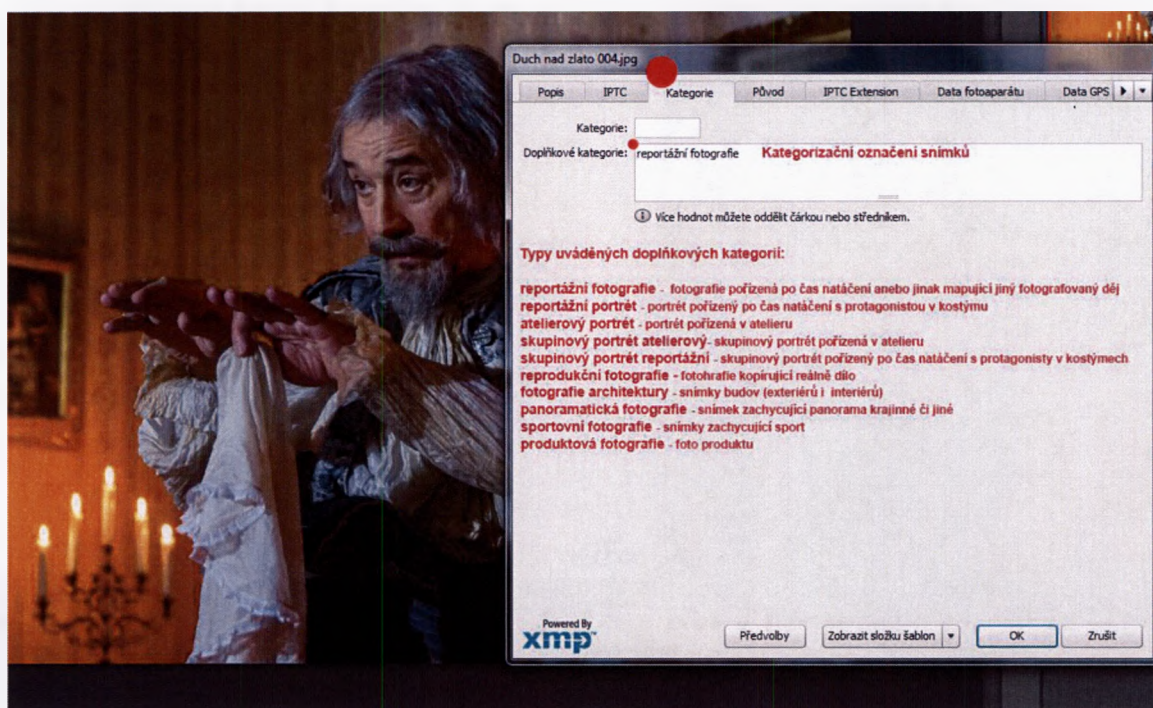 Duch nad zlato 004.jpg
Popis IPTC Kategorie Původ IPTC Extension Data fotoaparátu Data GPS
Kategorie:
Doplňkové kategorie: reportážní fotografie Kategorizační označení snímků
Více hodnot můžete oddělit čárkou nebo středníkem.
Typy uváděných doplňkových kategorií:
reportážní fotografie - fotografie pořízená po čas natáčení anebo jinak mapující jiný fotografovaný děj
reportážní portrét - portrét pořízený po čas natáčení s protagonistou v kostýmu
atelierový portrét - portrét pořízená v atelieru
skupinový portrét atelierový- skupinový portrét pořízená v atelieru
skupinový portrét reportážní - skupinový portrét pořízený po čas natáčení s protagonisty v kostýmech
reprodukční fotografie - fotohrafie kopírující reálně dílo
fotografie architektury - snímky budov (exteriérů i interiérů)
panoramatická fotografie - snímek zachycující panorama krajinné či jiné
sportovní fotografie - snímky zachycující sport
produktová fotografie - foto produktu
Powered By
xmp™
Předvolby Zobrazit složku šablon OK Zrušit